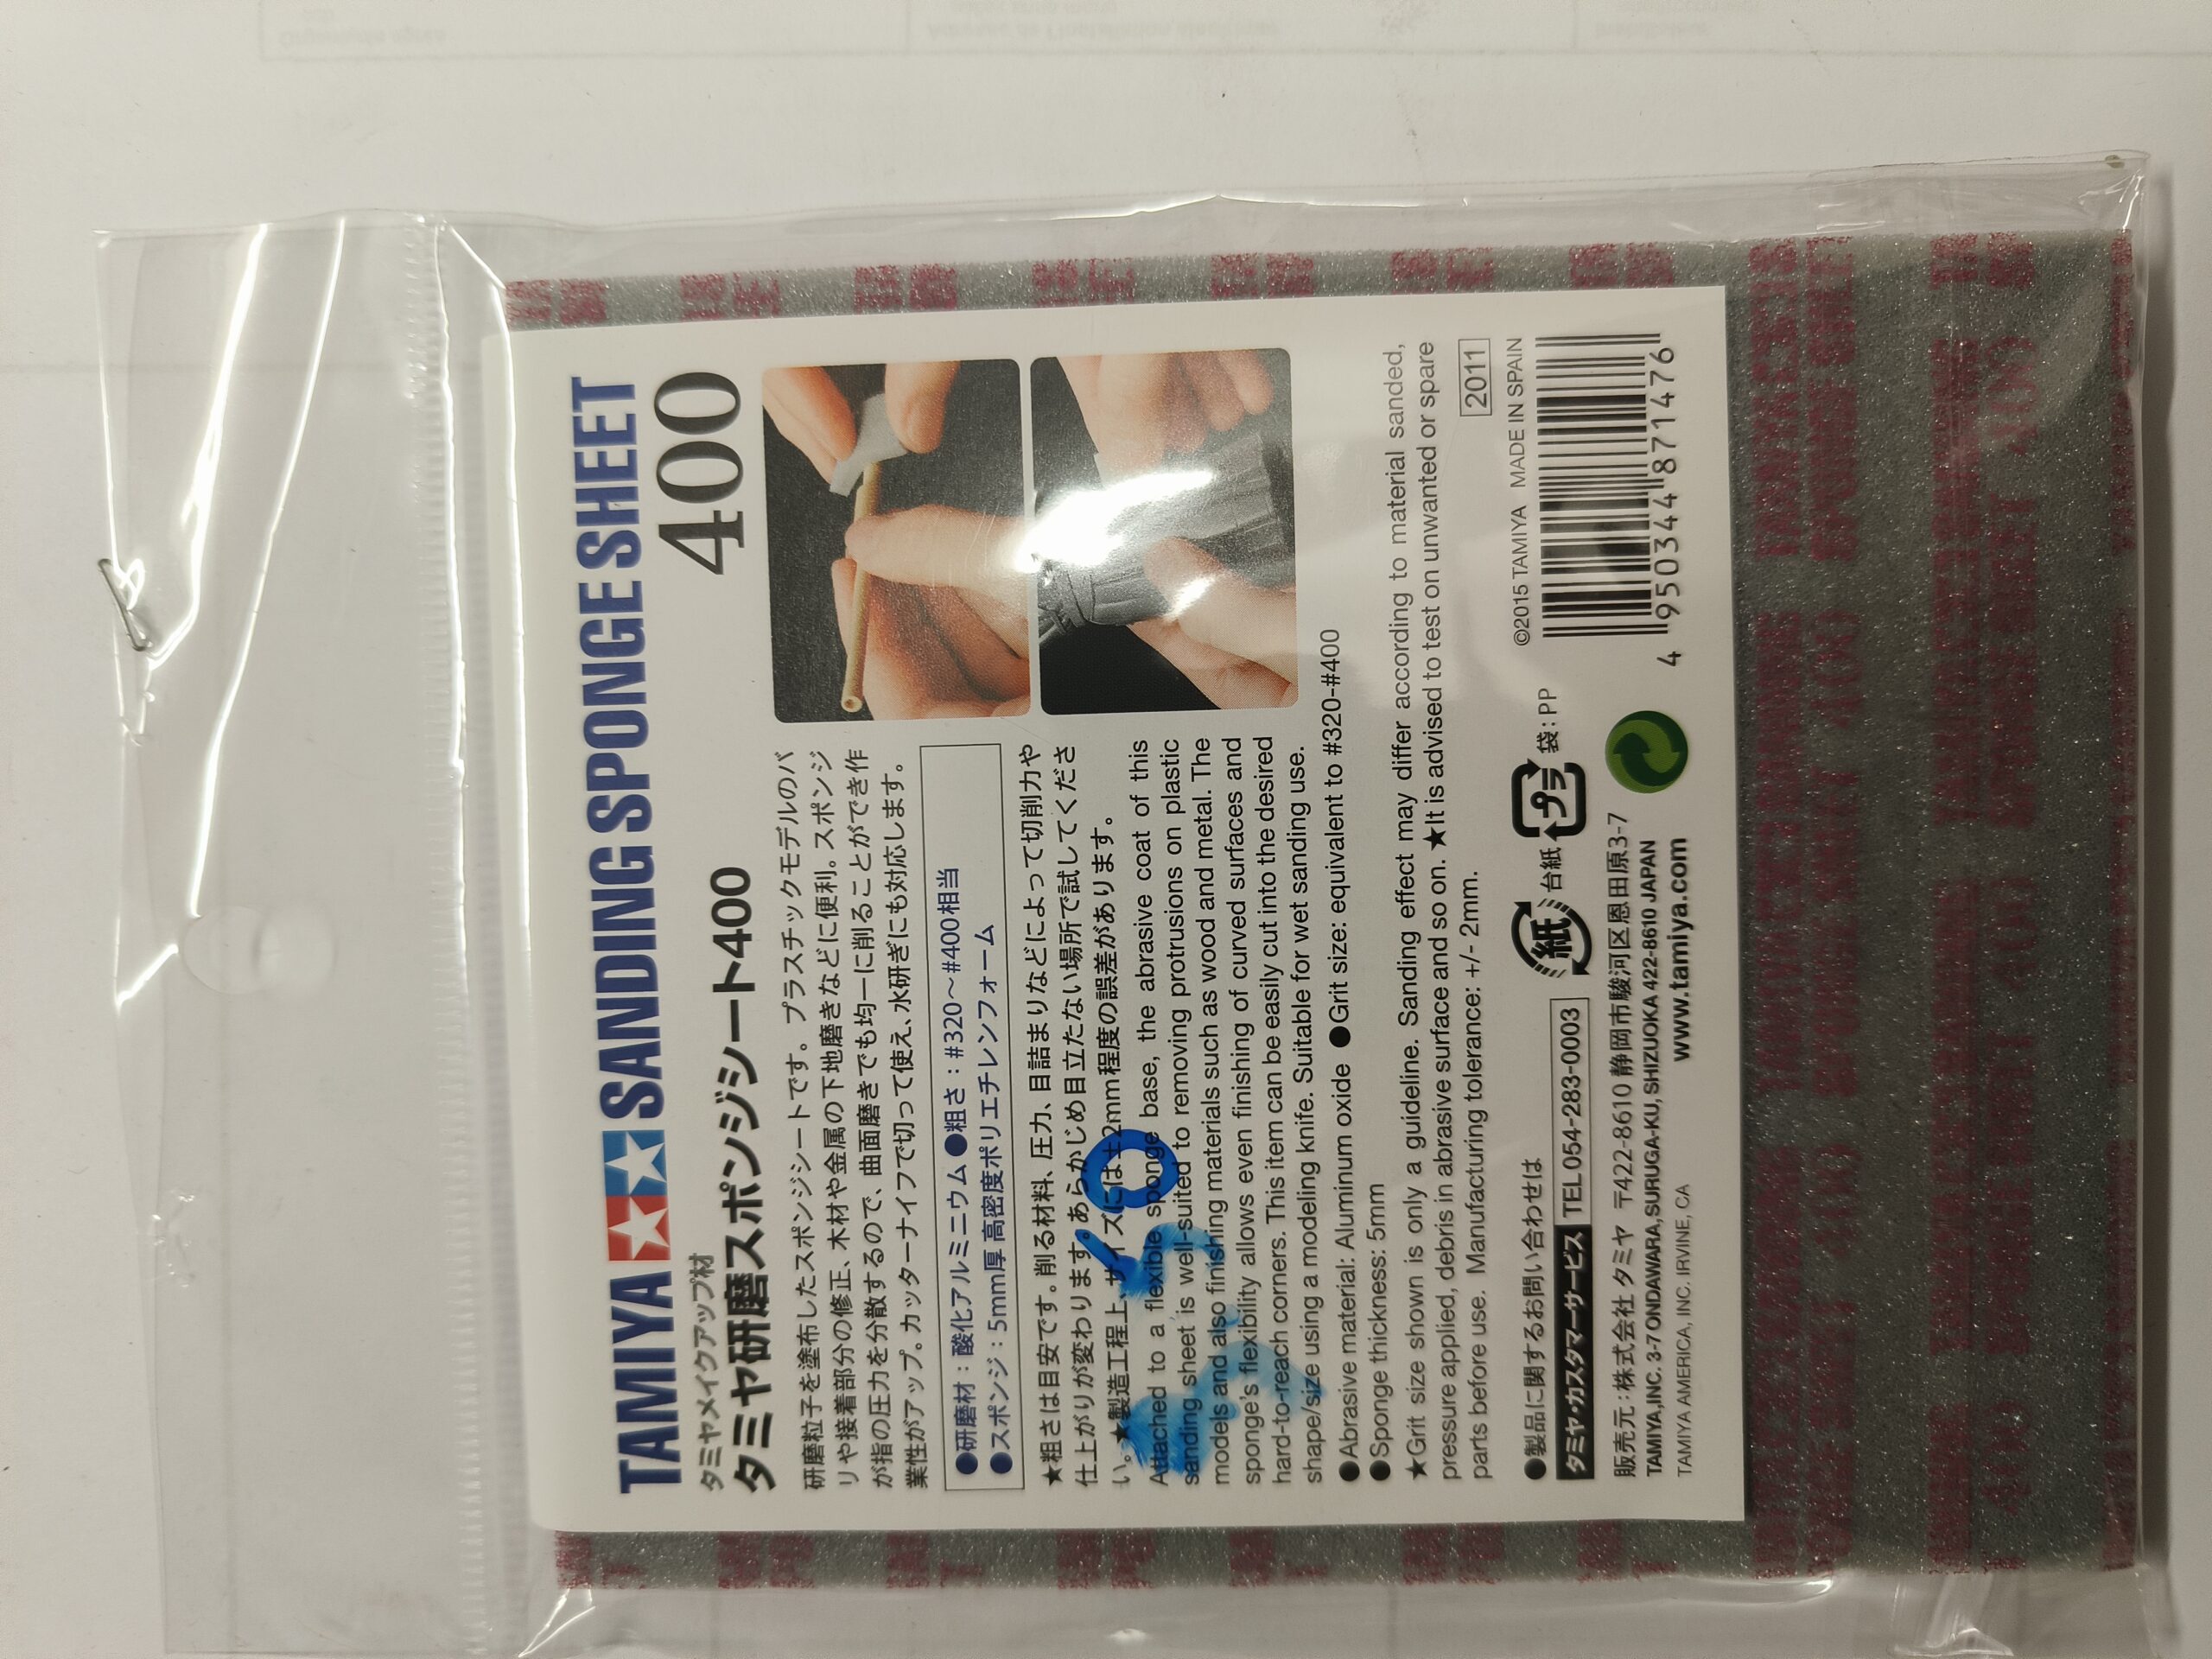 TAMIYA SANDING SPONGE SHEET
タミヤメイクアップ材
タミヤ研磨スポンジシート400
400
研磨粒子を塗布したスポンジシートです。プラスチックモデルのバ
リや接着部分の修正、木材や金属の下地磨きなどに便利。スポンジ
が指の圧力を分散するので、曲面磨きでも均一に削ることができ作
業性がアップ。カッターナイフで切って使え、水研ぎにも対応します。
●研磨材：酸化アルミニウム ●粗さ：#320～#400相当
●スポンジ：5mm厚 高密度ポリエチレンフォーム
★粗さは目安です。削る材料、圧力、目詰まりなどによって切削力や
仕上がりが変わります。あらかじめ目立たない場所で試してくださ
い。★製造工程上、サイズには±2mm程度の誤差があります。
Attached to a flexible sponge base, the abrasive coat of this
sanding sheet is well-suited to removing protrusions on plastic
models and also finishing materials such as wood and metal. The
sponge's flexibility allows even finishing of curved surfaces and
hard-to-reach corners. This item can be easily cut into the desired
shape/size using a modeling knife. Suitable for wet sanding use.
●Abrasive material: Aluminum oxide ●Grit size: equivalent to #320-#400
●Sponge thickness: 5mm
★Grit size shown is only a guideline. Sanding effect may differ according to material sanded,
pressure applied, debris in abrasive surface and so on. ★It is advised to test on unwanted or spare
parts before use. Manufacturing tolerance: +/- 2mm.
2011
●製品に関するお問い合わせは
タミヤ・カスタマーサービス TEL 054-283-0003
紙 台紙 プラ 袋：PP
©2015 TAMIYA MADE IN SPAIN
販売元：株式会社 タミヤ 〒422-8610 静岡市駿河区恩田原3-7
TAMIYA,INC. 3-7 ONDAWARA,SURUGA-KU,SHIZUOKA 422-8610 JAPAN
TAMIYA AMERICA, INC. IRVINE, CA www.tamiya.com
4 950344 871476